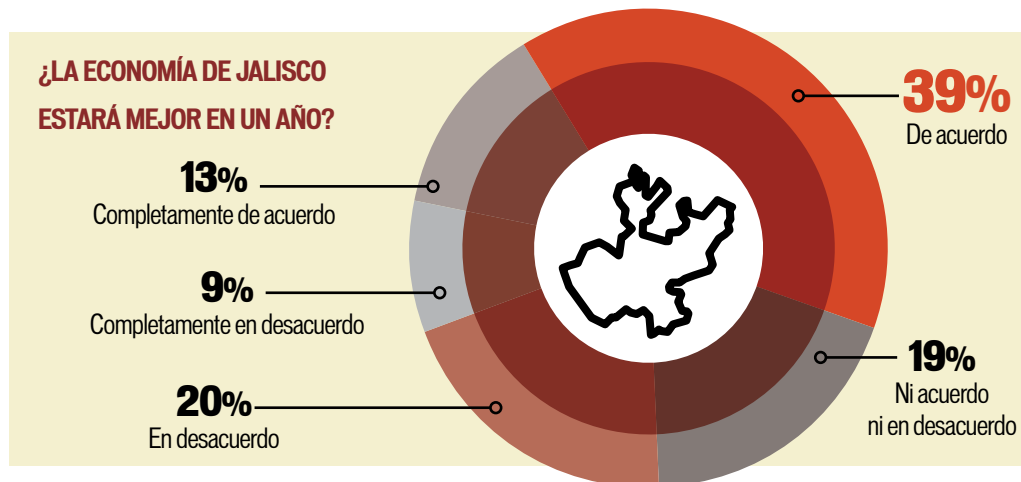 ¿LA ECONOMÍA DE JALISCO
ESTARÁ MEJOR EN UN AÑO?
13%
Completamente de acuerdo
9%
Completamente en desacuerdo
20%
En desacuerdo
39%
De acuerdo
19%
Ni acuerdo
ni en desacuerdo